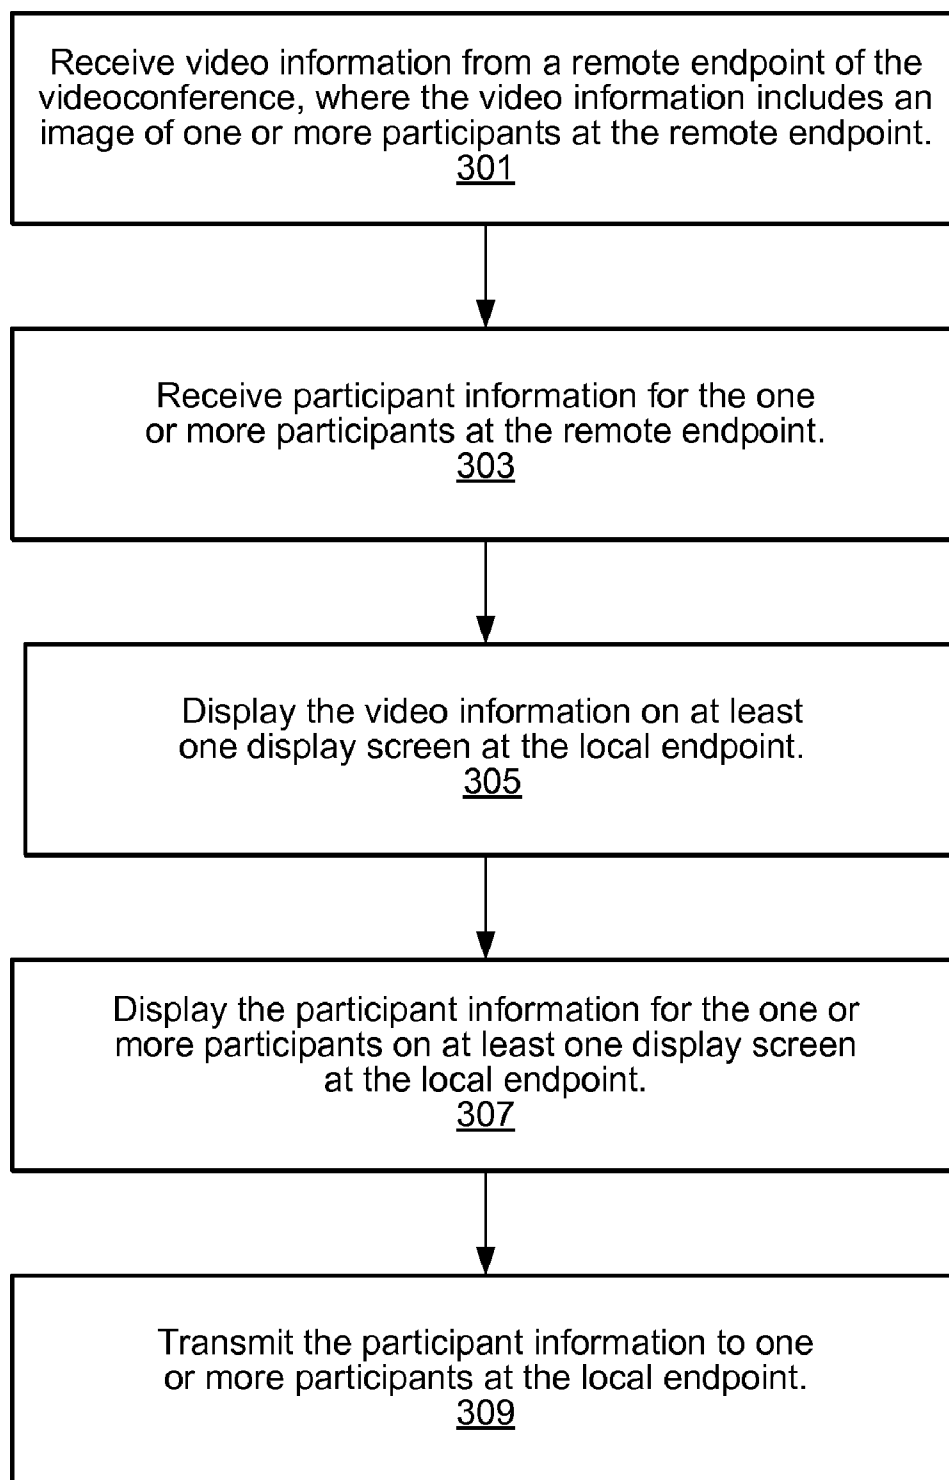 Receive video information from a remote endpoint of the
videoconference, where the video information includes an
image of one or more participants at the remote endpoint.
301
Receive participant information for the one
or more participants at the remote endpoint.
303
Display the video information on at least
one display screen at the local endpoint.
305
Display the participant information for the one or
more participants on at least one display screen
at the local endpoint.
307
Transmit the participant information to one
or more participants at the local endpoint.
309